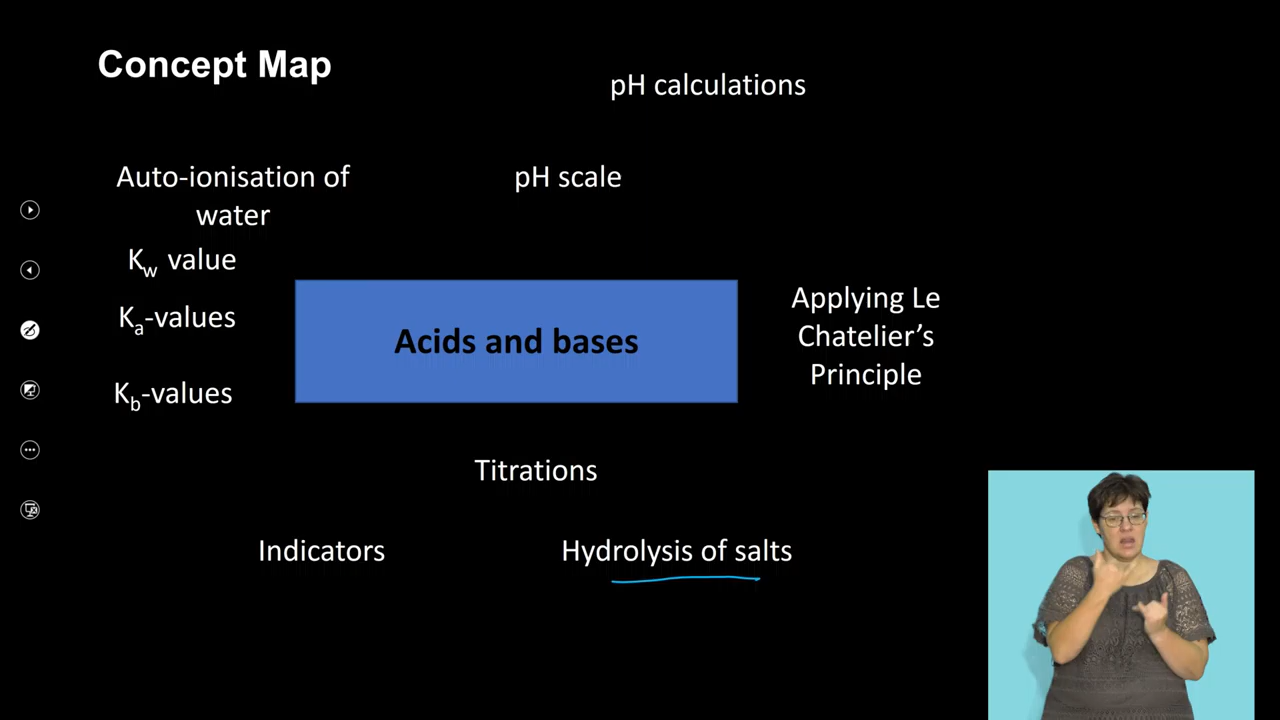 Concept Map
pH calculations
Auto-ionisation of
water
pH scale
Kw value
Ka-values
Kb-values
Acids and bases
Applying Le
Chatelier’s
Principle
Titrations
Indicators
Hydrolysis of salts